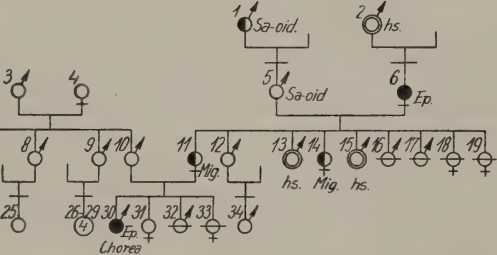 1 Sa-oid. 2 hs.
3 4 5 Sa-oid 6 Ep.
8 9 10 11 Mig. 12 13 hs. 14 Mig. 15 hs. 16 17 18 19
25 26-29 4 30 Ep. Chorea 31 32 33 34